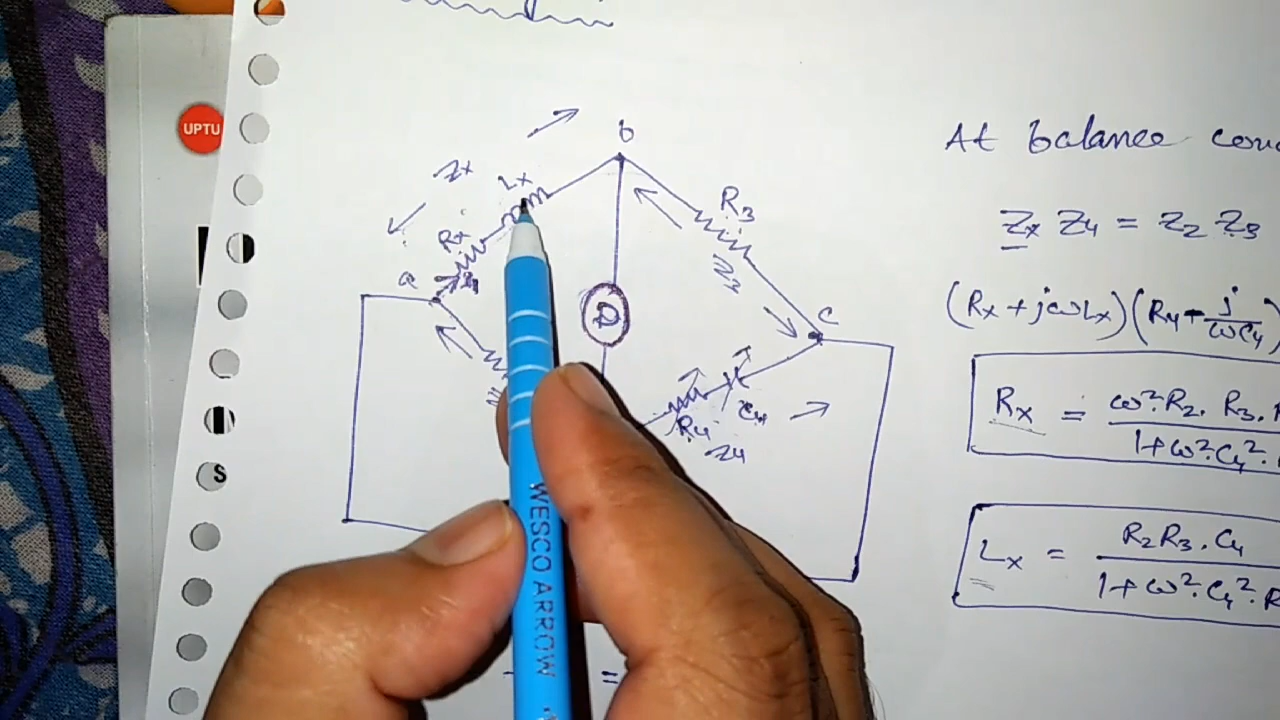 UPTU
S
b
Zx
Lx
Rx
a
R3
Z3
D
c
C4
R4
Z4
WESCO ARROW
=
At balance
Zx Z4 = Z2 Z3
(Rx + jωLx)(R4 - j/ωC4)
Rx = ω². R2. R3. / 1+ω².C4².
Lx = R2R3.C4 / 1+ω².C4².R